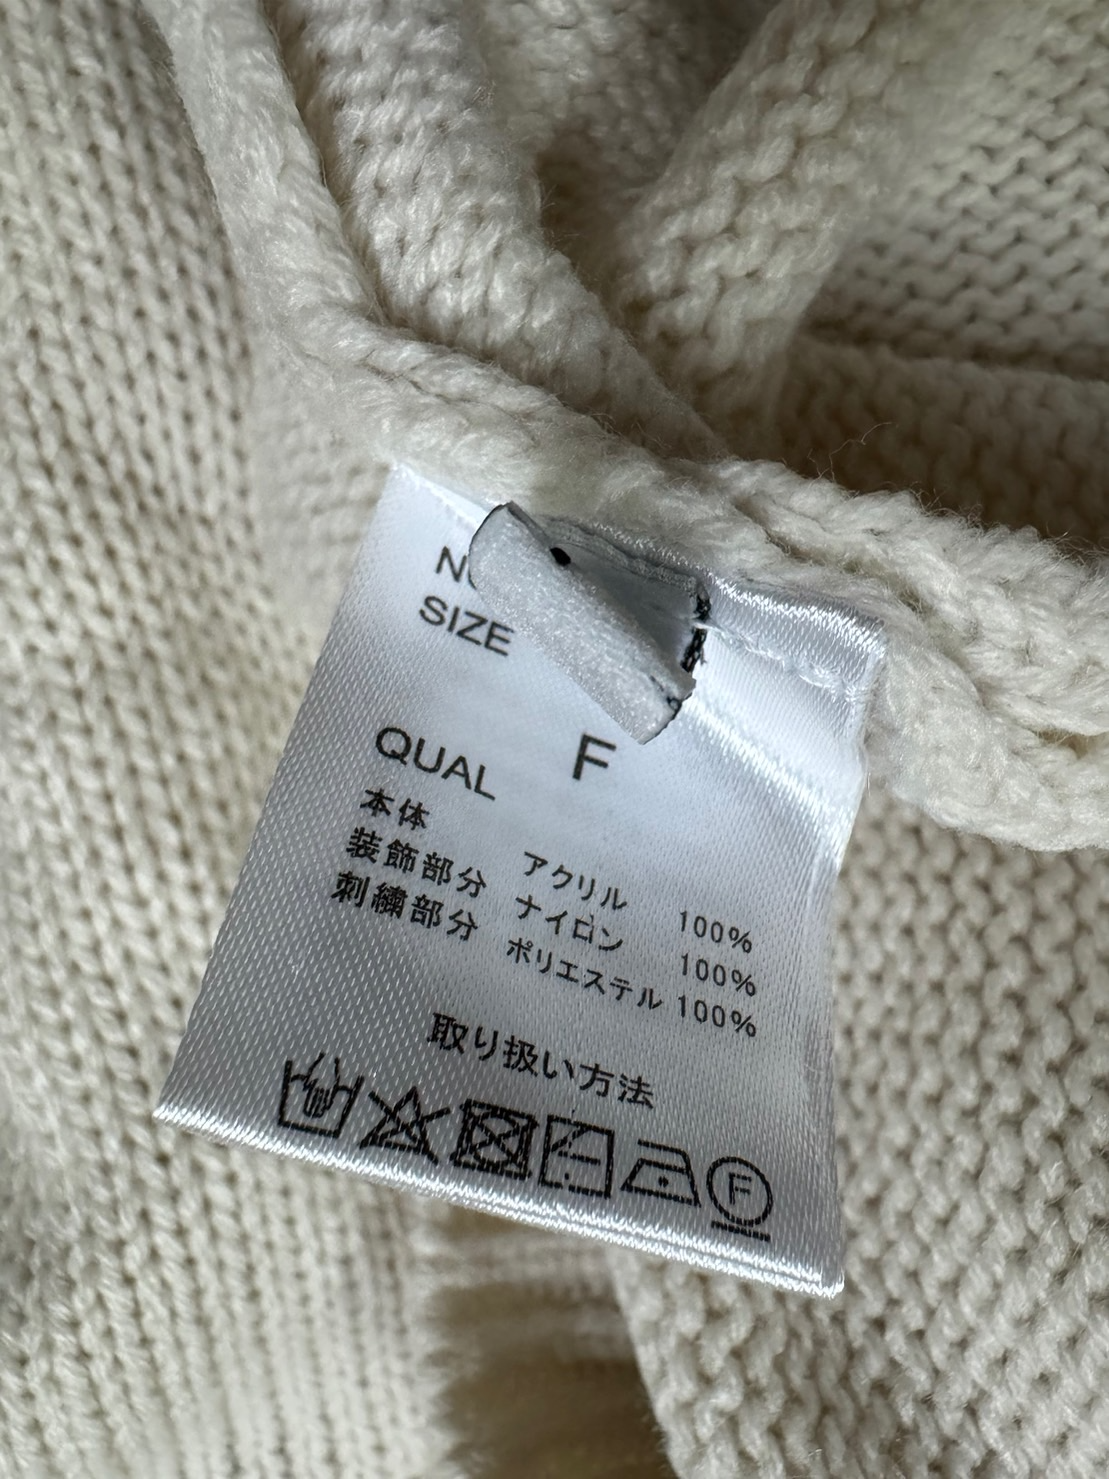 SIZE
F
QUAL
本体 アクリル 100%
装飾部分 ナイロン 100%
刺繍部分 ポリエステル 100%
取り扱い方法
F